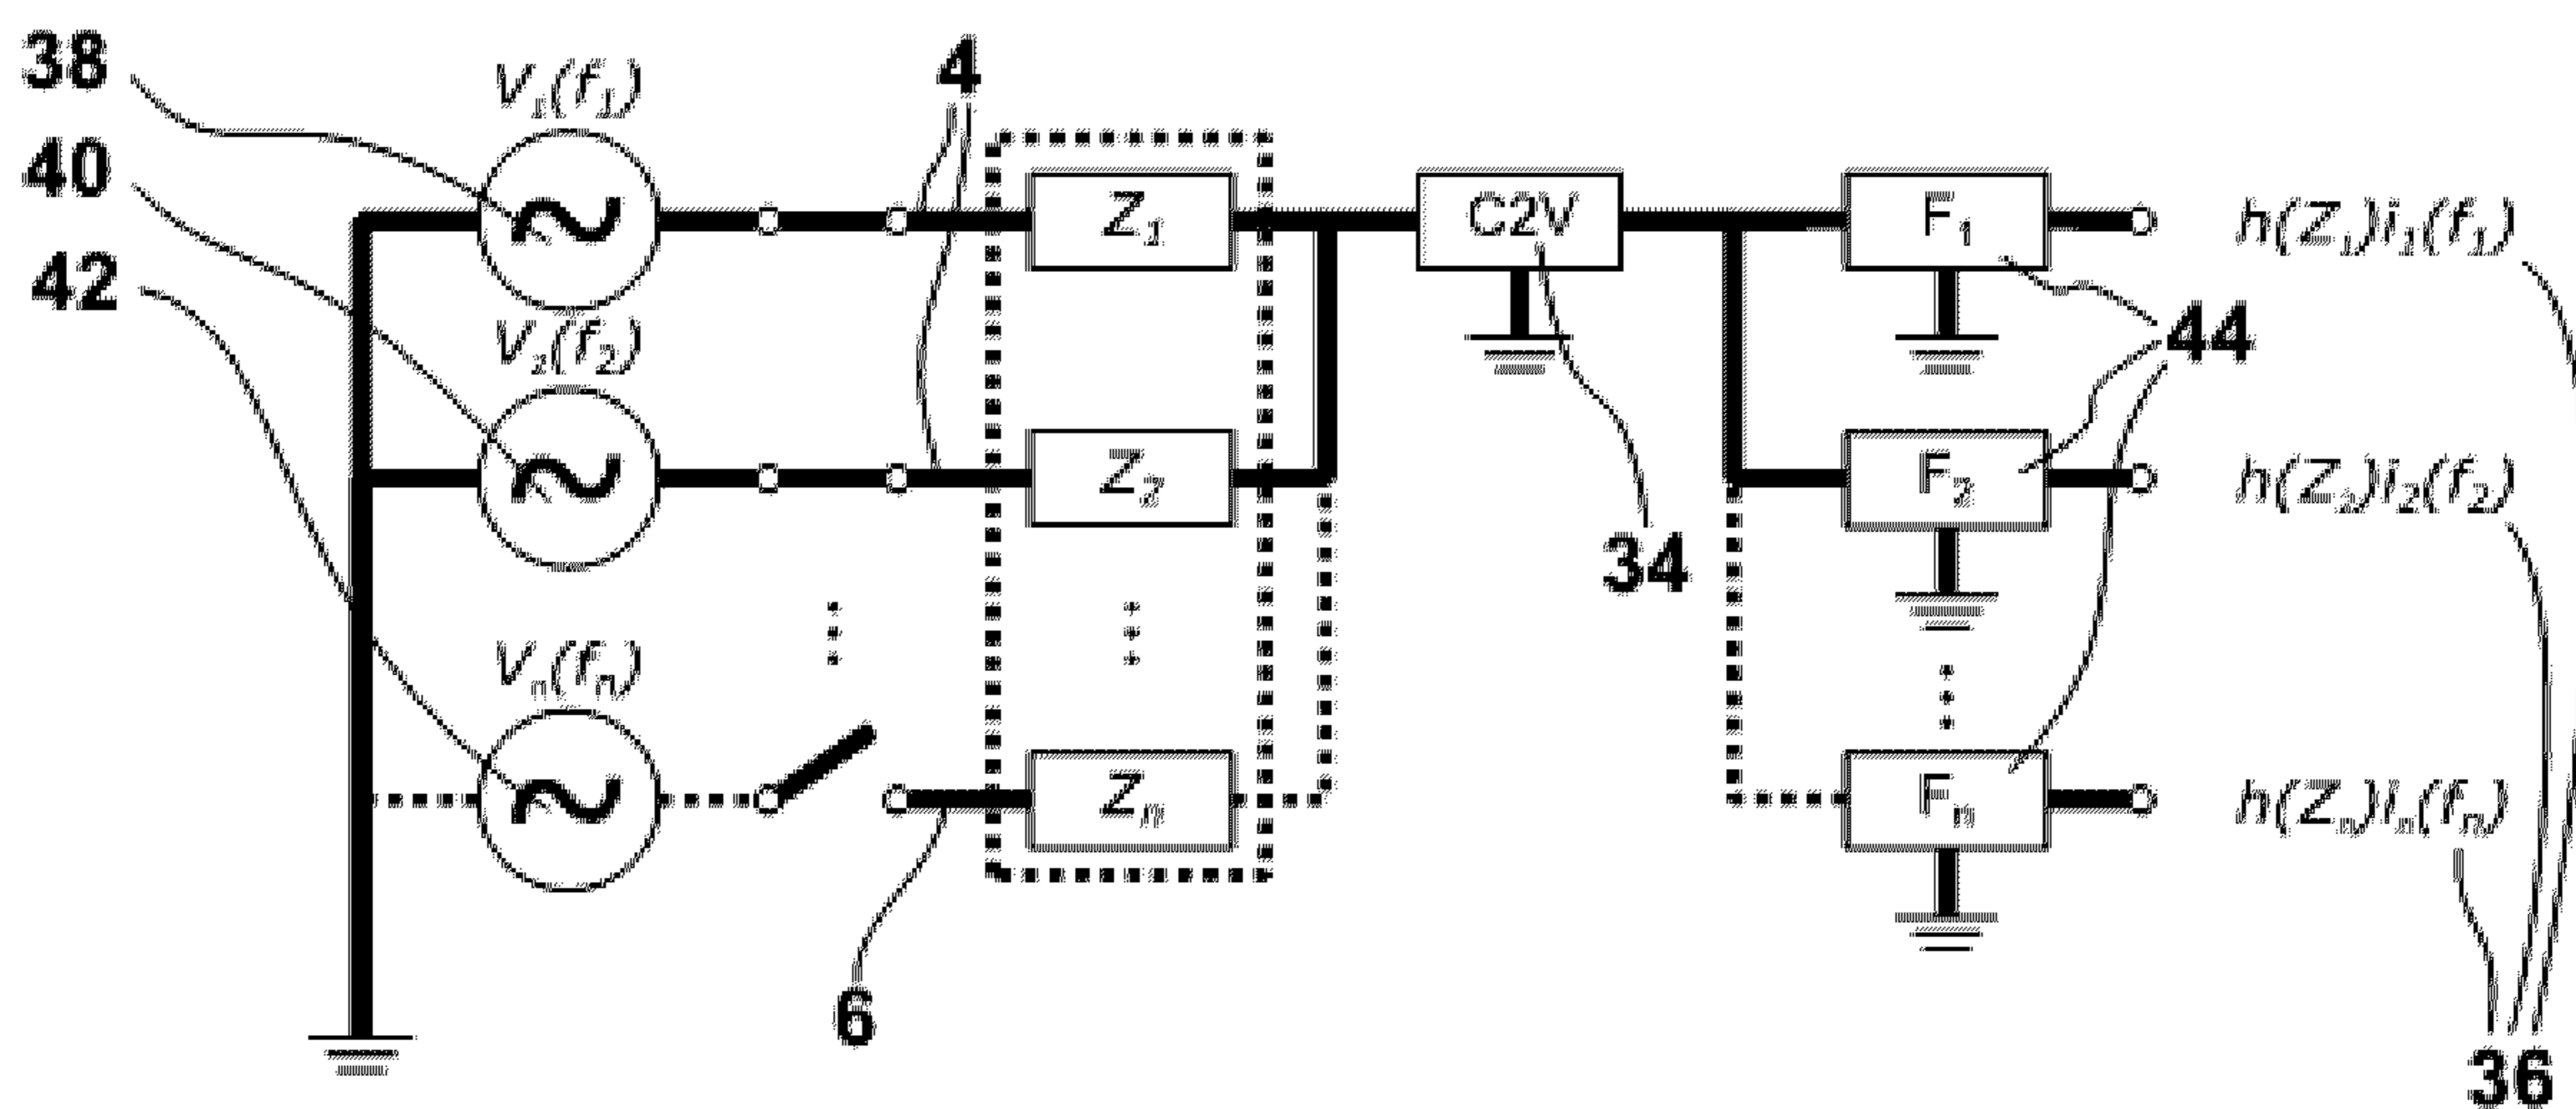 38
40
42
V1(f1)
4
Z1
C2V
F1
h(Z1)i1(f1)
44
V2(f2)
Z2
F2
h(Z2)i2(f2)
34
Vn(fn)
Zn
Fn
h(Zn)in(fn)
6
36